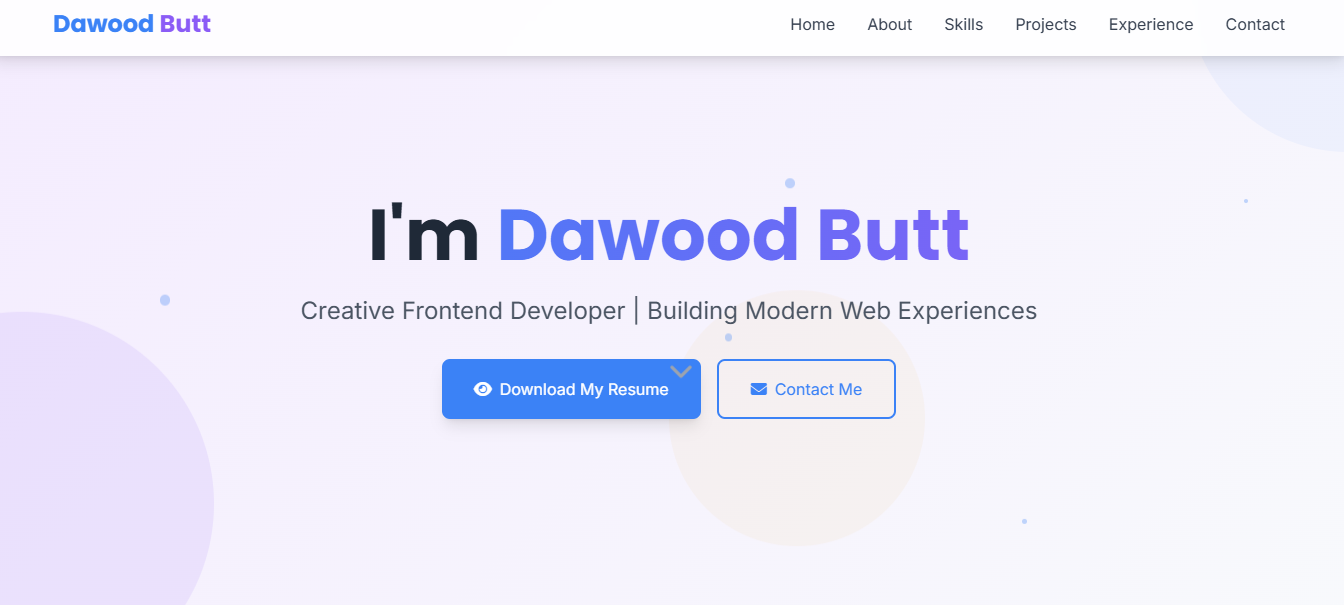 Dawood Butt
Home About Skills Projects Experience Contact
I'm Dawood Butt
Creative Frontend Developer | Building Modern Web Experiences
Download My Resume
Contact Me